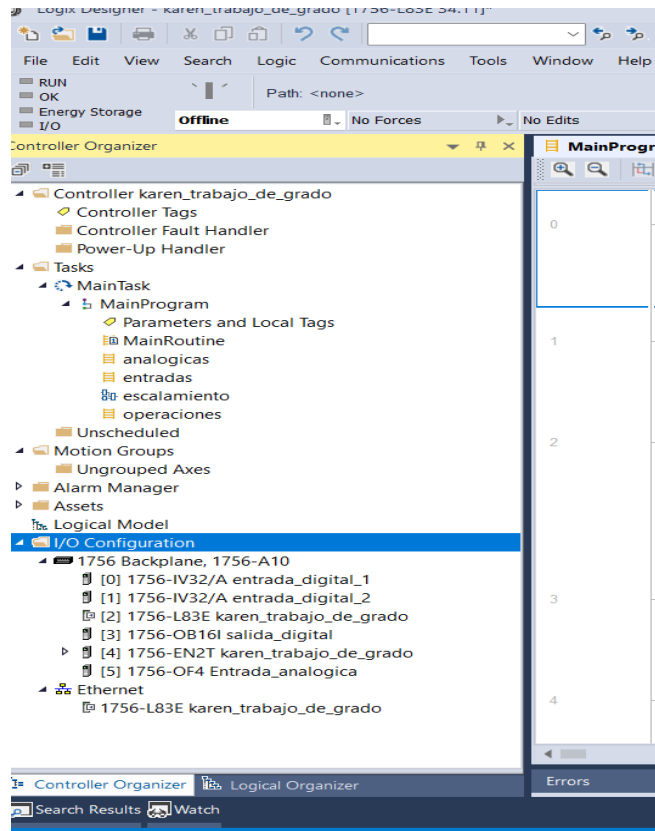 Logix Designer - karen_trabajo_de_grado [1756-L83E 34.11]*
File Edit View Search Logic Communications Tools Window Help
RUN
OK
Energy Storage
I/O
Path: <none>
Offline No Forces No Edits
Controller Organizer
Controller karen_trabajo_de_grado
Controller Tags
Controller Fault Handler
Power-Up Handler
Tasks
MainTask
MainProgram
Parameters and Local Tags
MainRoutine
analogicas
entradas
escalamiento
operaciones
Unscheduled
Motion Groups
Ungrouped Axes
Alarm Manager
Assets
Logical Model
I/O Configuration
1756 Backplane, 1756-A10
[0] 1756-IV32/A entrada_digital_1
[1] 1756-IV32/A entrada_digital_2
[2] 1756-L83E karen_trabajo_de_grado
[3] 1756-OB16I salida_digital
[4] 1756-EN2T karen_trabajo_de_grado
[5] 1756-OF4 Entrada_analogica
Ethernet
1756-L83E karen_trabajo_de_grado
Controller Organizer Logical Organizer
Search Results Watch
MainProgr
0
1
2
3
4
Errors